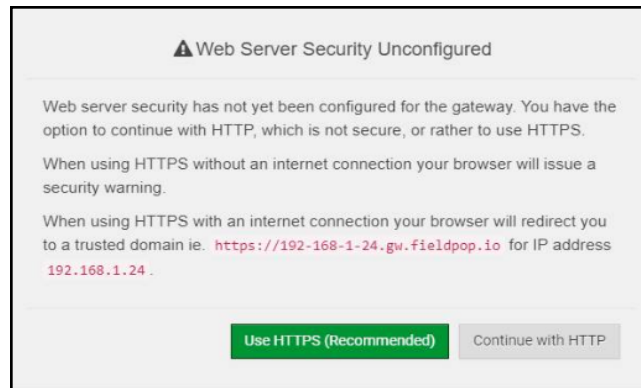 Web Server Security Unconfigured
Web server security has not yet been configured for the gateway. You have the
option to continue with HTTP, which is not secure, or rather to use HTTPS.
When using HTTPS without an internet connection your browser will issue a
security warning.
When using HTTPS with an internet connection your browser will redirect you
to a trusted domain ie. https://192-168-1-24.gw.fieldpop.io for IP address
192.168.1.24 .
Use HTTPS (Recommended) Continue with HTTP